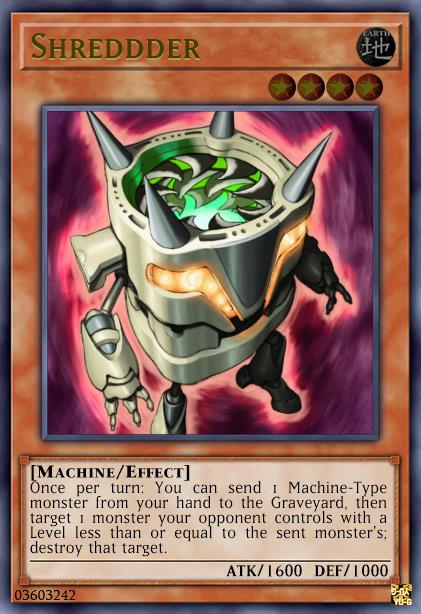 Shreddder
EARTH
地
[Machine/Effect]
Once per turn: You can send 1 Machine-Type
monster from your hand to the Graveyard, then
target 1 monster your opponent controls with a
Level less than or equal to the sent monster's;
destroy that target.
ATK/1600 DEF/1000
03603242